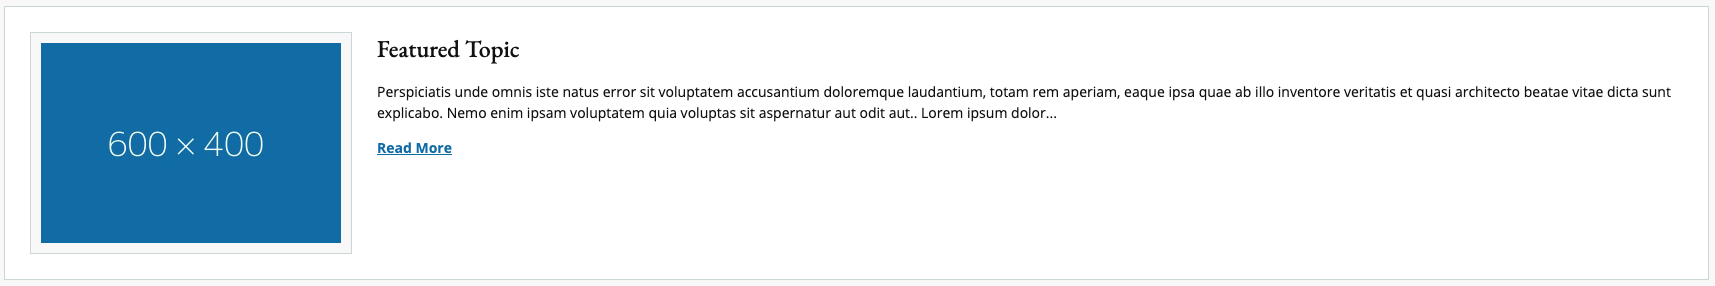 600 × 400
Featured Topic
Perspiciatis unde omnis iste natus error sit voluptatem accusantium doloremque laudantium, totam rem aperiam, eaque ipsa quae ab illo inventore veritatis et quasi architecto beatae vitae dicta sunt
explicabo. Nemo enim ipsam voluptatem quia voluptas sit aspernatur aut odit aut.. Lorem ipsum dolor...
Read More